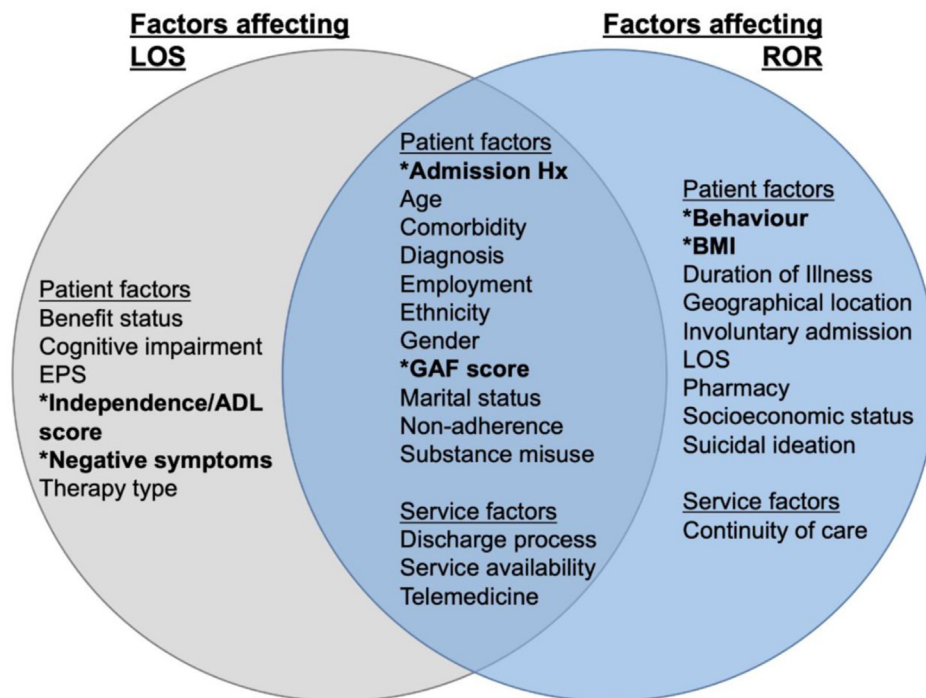 Factors affecting
LOS
Factors affecting
ROR
Patient factors
Benefit status
Cognitive impairment
EPS
*Independence/ADL
score
*Negative symptoms
Therapy type
Patient factors
*Admission Hx
Age
Comorbidity
Diagnosis
Employment
Ethnicity
Gender
*GAF score
Marital status
Non-adherence
Substance misuse
Service factors
Discharge process
Service availability
Telemedicine
Patient factors
*Behaviour
*BMI
Duration of Illness
Geographical location
Involuntary admission
LOS
Pharmacy
Socioeconomic status
Suicidal ideation
Service factors
Continuity of care